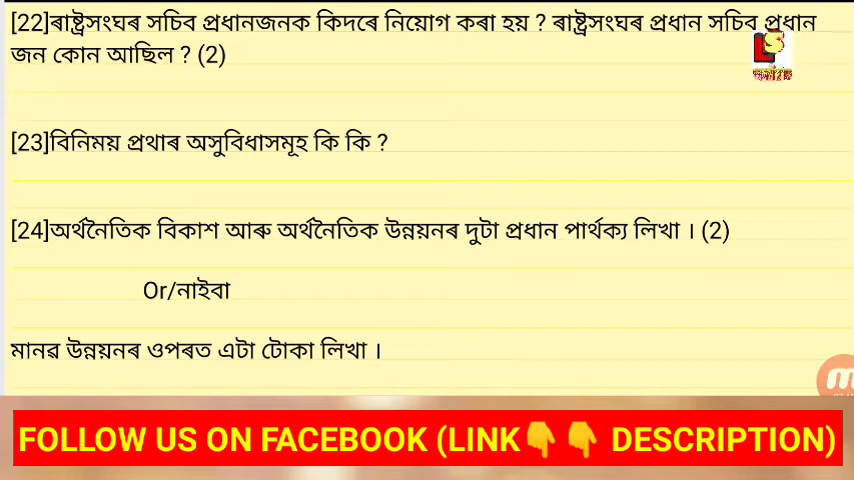 [22]ৰাষ্ট্ৰসংঘৰ সচিব প্ৰধানজনক কিদৰে নিয়োগ কৰা হয় ? ৰাষ্ট্ৰসংঘৰ প্ৰধান সচিব প্ৰধান
জন কোন আছিল ? (2)
LS
[23]বিনিময় প্ৰথাৰ অসুবিধাসমূহ কি কি ?
[24]অৰ্থনৈতিক বিকাশ আৰু অৰ্থনৈতিক উন্নয়নৰ দুটা প্ৰধান পাৰ্থক্য লিখা । (2)
Or/নাইবা
মানৱ উন্নয়নৰ ওপৰত এটা টোকা লিখা ।
FOLLOW US ON FACEBOOK (LINK👇👇 DESCRIPTION)